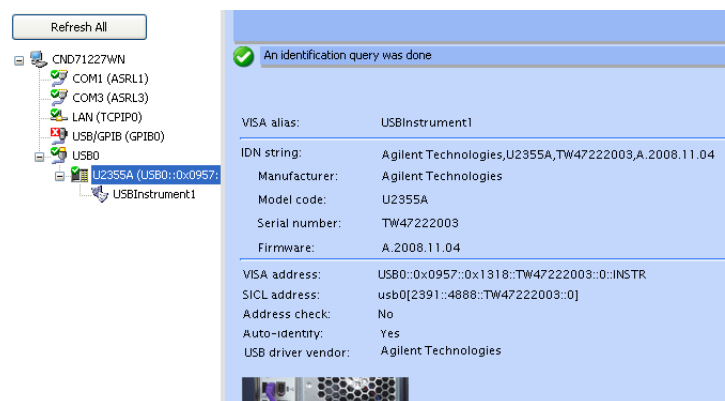 Refresh All
CND71227WN
COM1 (ASRL1)
COM3 (ASRL3)
LAN (TCPIP0)
USB/GPIB (GPIB0)
USB0
U2355A (USB0::0x0957:
USBInstrument1
An identification query was done
VISA alias: USBInstrument1
IDN string: Agilent Technologies,U2355A,TW47222003,A.2008.11.04
Manufacturer: Agilent Technologies
Model code: U2355A
Serial number: TW47222003
Firmware: A.2008.11.04
VISA address: USB0::0x0957::0x1318::TW47222003::0::INSTR
SICL address: usb0[2391::4888::TW47222003::0]
Address check: No
Auto-identify: Yes
USB driver vendor: Agilent Technologies